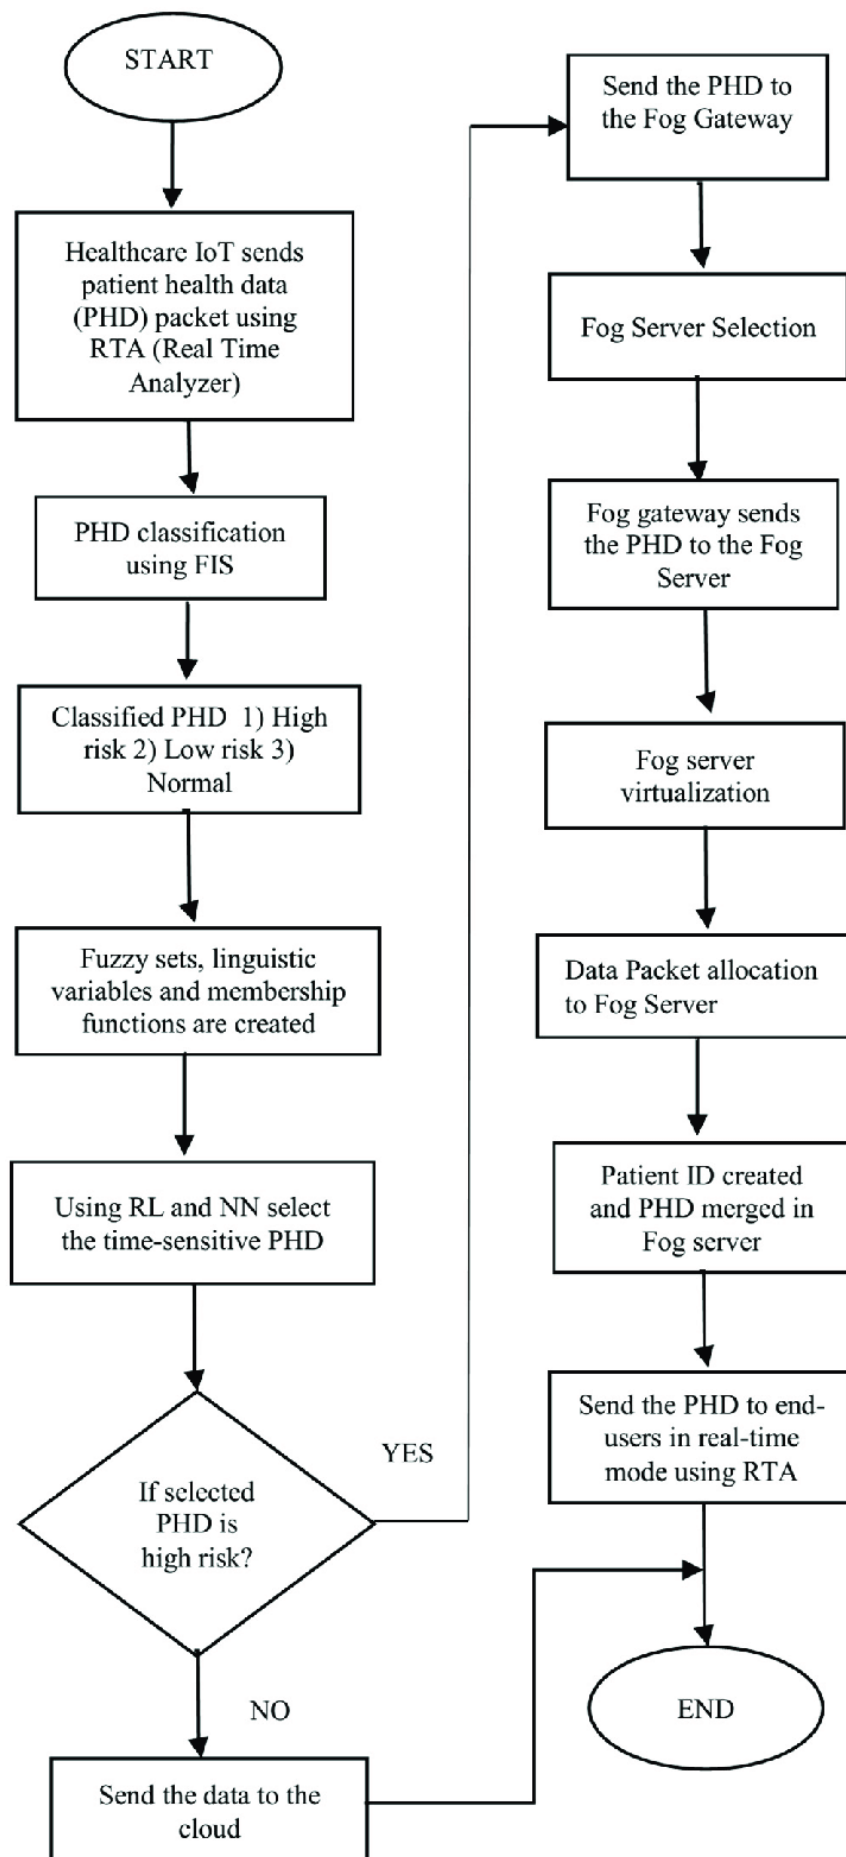 START
Healthcare IoT sends
patient health data
(PHD) packet using
RTA (Real Time
Analyzer)
PHD classification
using FIS
Classified PHD 1) High
risk 2) Low risk 3)
Normal
Fuzzy sets, linguistic
variables and membership
functions are created
Using RL and NN select
the time-sensitive PHD
If selected
PHD is
high risk?
YES
NO
Send the data to the
cloud
Send the PHD to
the Fog Gateway
Fog Server Selection
Fog gateway sends
the PHD to the Fog
Server
Fog server
virtualization
Data Packet allocation
to Fog Server
Patient ID created
and PHD merged in
Fog server
Send the PHD to end-
users in real-time
mode using RTA
END